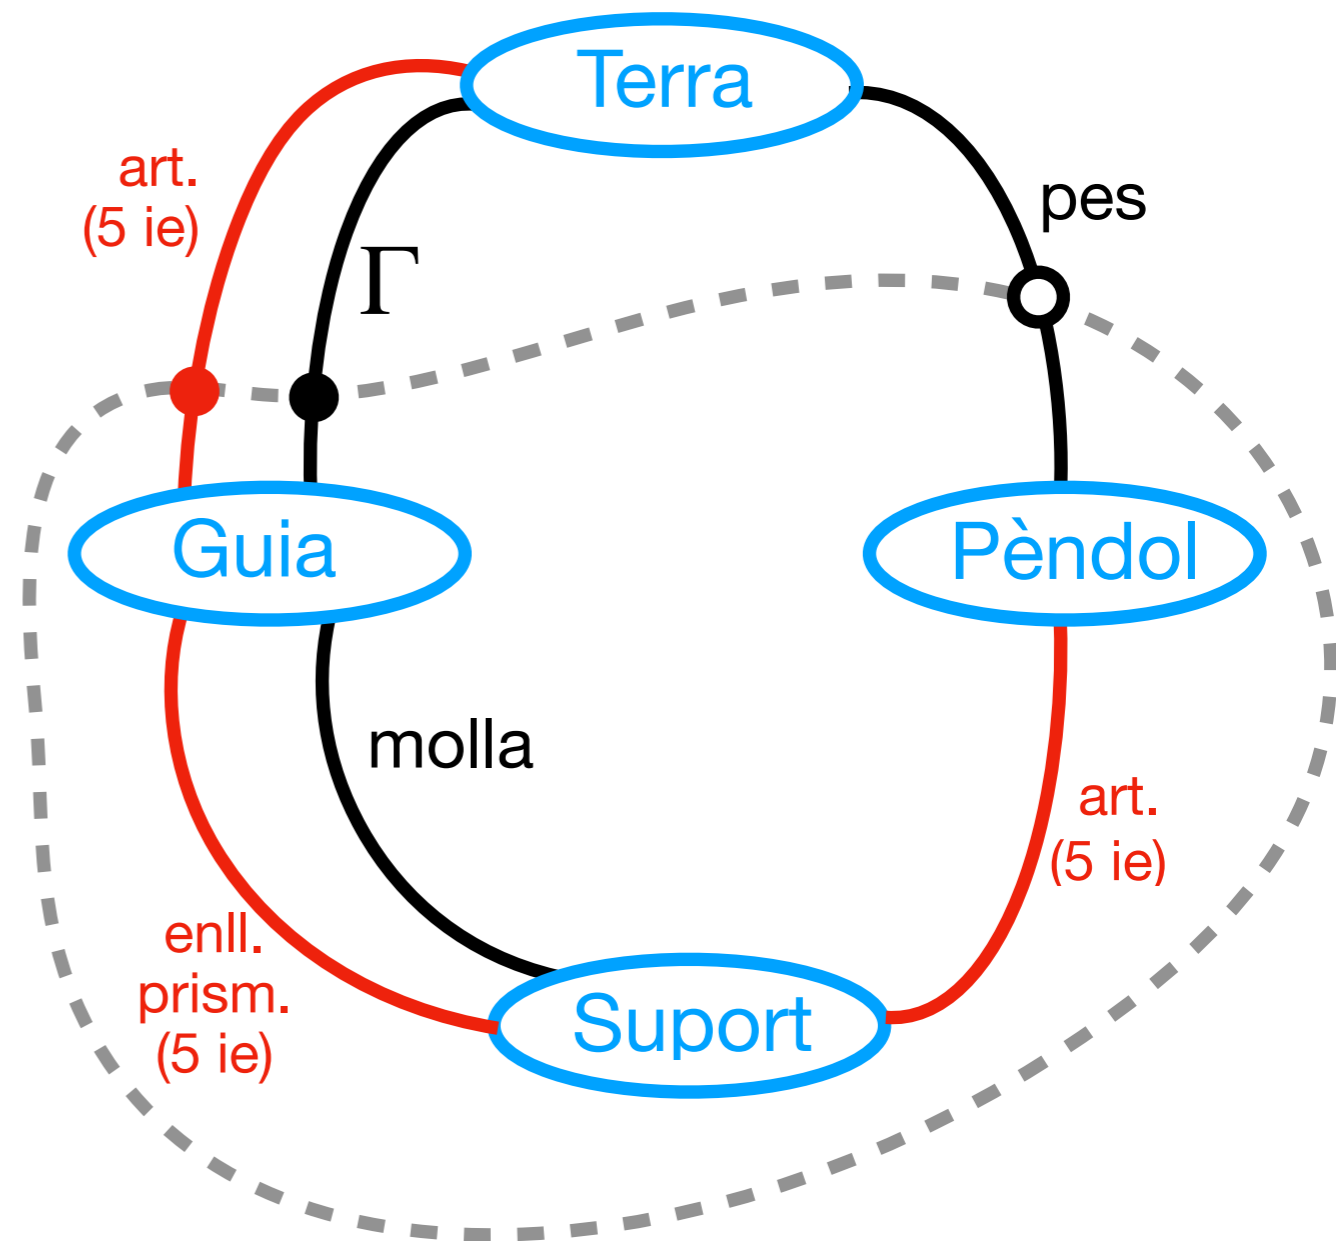 Terra
art.
(5 ie)
pes
Γ
Guia
Pèndol
molla
art.
(5 ie)
enll.
prism.
(5 ie)
Suport